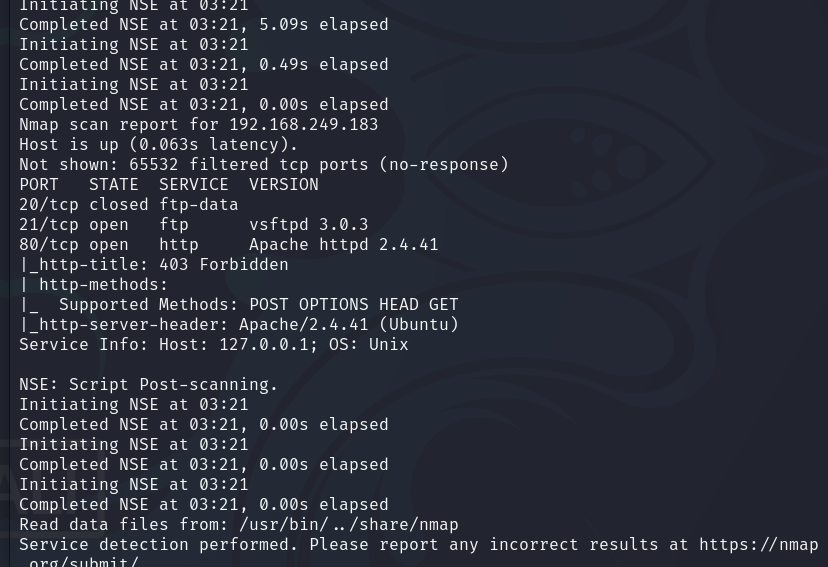 Initiating NSE at 03:21
Completed NSE at 03:21, 5.09s elapsed
Initiating NSE at 03:21
Completed NSE at 03:21, 0.49s elapsed
Initiating NSE at 03:21
Completed NSE at 03:21, 0.00s elapsed
Nmap scan report for 192.168.249.183
Host is up (0.063s latency).
Not shown: 65532 filtered tcp ports (no-response)
PORT   STATE  SERVICE  VERSION
20/tcp closed ftp-data
21/tcp open   ftp      vsftpd 3.0.3
80/tcp open   http     Apache httpd 2.4.41
|_http-title: 403 Forbidden
| http-methods:
|_  Supported Methods: POST OPTIONS HEAD GET
|_http-server-header: Apache/2.4.41 (Ubuntu)
Service Info: Host: 127.0.0.1; OS: Unix
NSE: Script Post-scanning.
Initiating NSE at 03:21
Completed NSE at 03:21, 0.00s elapsed
Initiating NSE at 03:21
Completed NSE at 03:21, 0.00s elapsed
Initiating NSE at 03:21
Completed NSE at 03:21, 0.00s elapsed
Read data files from: /usr/bin/../share/nmap
Service detection performed. Please report any incorrect results at https://nmap
.org/submit/